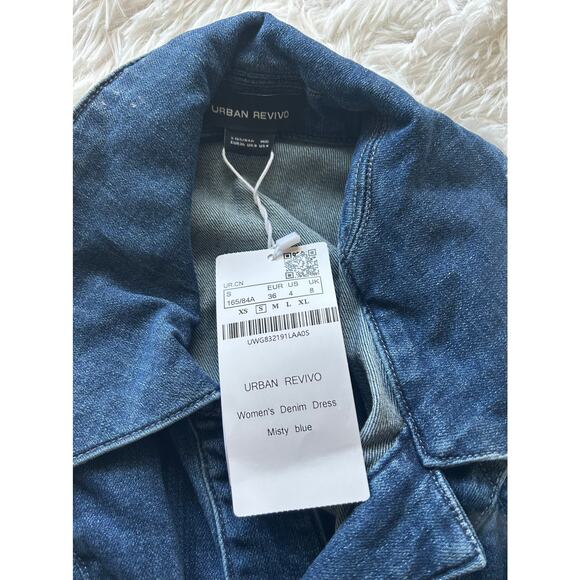 URBAN REVIVO
UR.CN
S EUR US UK
165/84A 36 4 8
XS S M L XL
UWG832191LAA0S
URBAN REVIVO
Women's Denim Dress
Misty blue